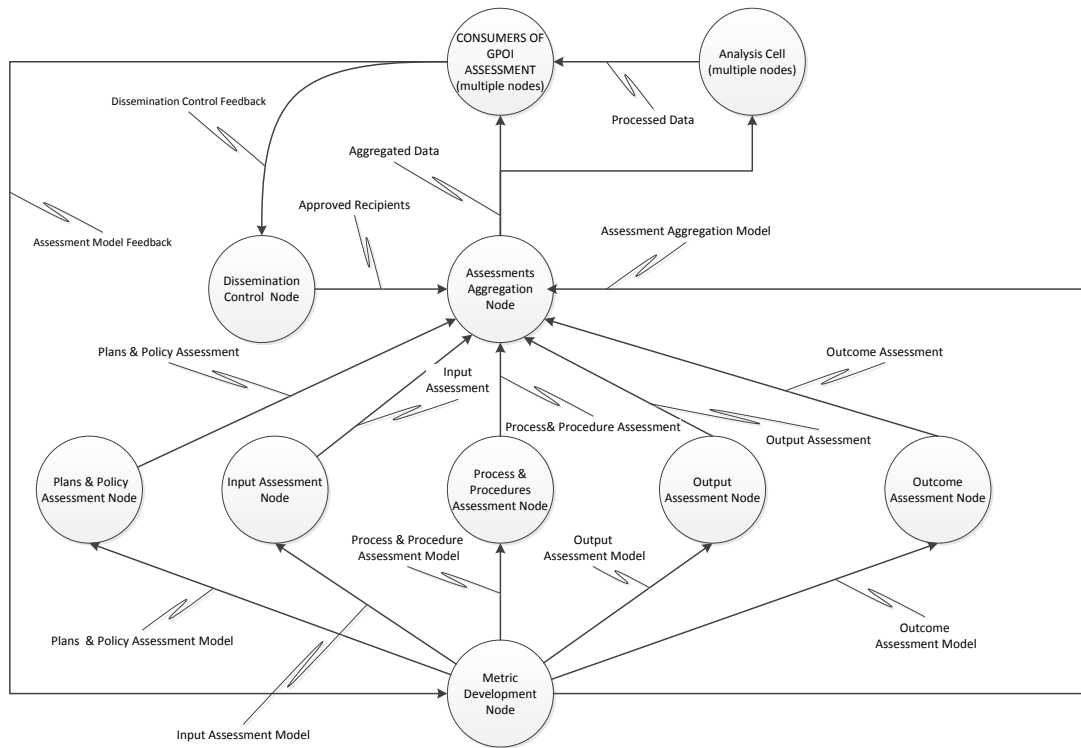 CONSUMERS OF
GPOI
ASSESSMENT
(multiple nodes)
Analysis Cell
(multiple nodes)
Dissemination Control Feedback
Processed Data
Aggregated Data
Approved Recipients
Assessment Model Feedback
Assessment Aggregation Model
Dissemination
Control Node
Assessments
Aggregation
Node
Plans & Policy Assessment
Input
Assessment
Outcome Assessment
Process& Procedure Assessment
Output Assessment
Plans & Policy
Assessment Node
Input Assessment
Node
Process &
Procedures
Assessment Node
Output
Assessment Node
Outcome
Assessment Node
Process & Procedure
Assessment Model
Output
Assessment Model
Plans & Policy Assessment Model
Outcome
Assessment Model
Metric
Development
Node
Input Assessment Model